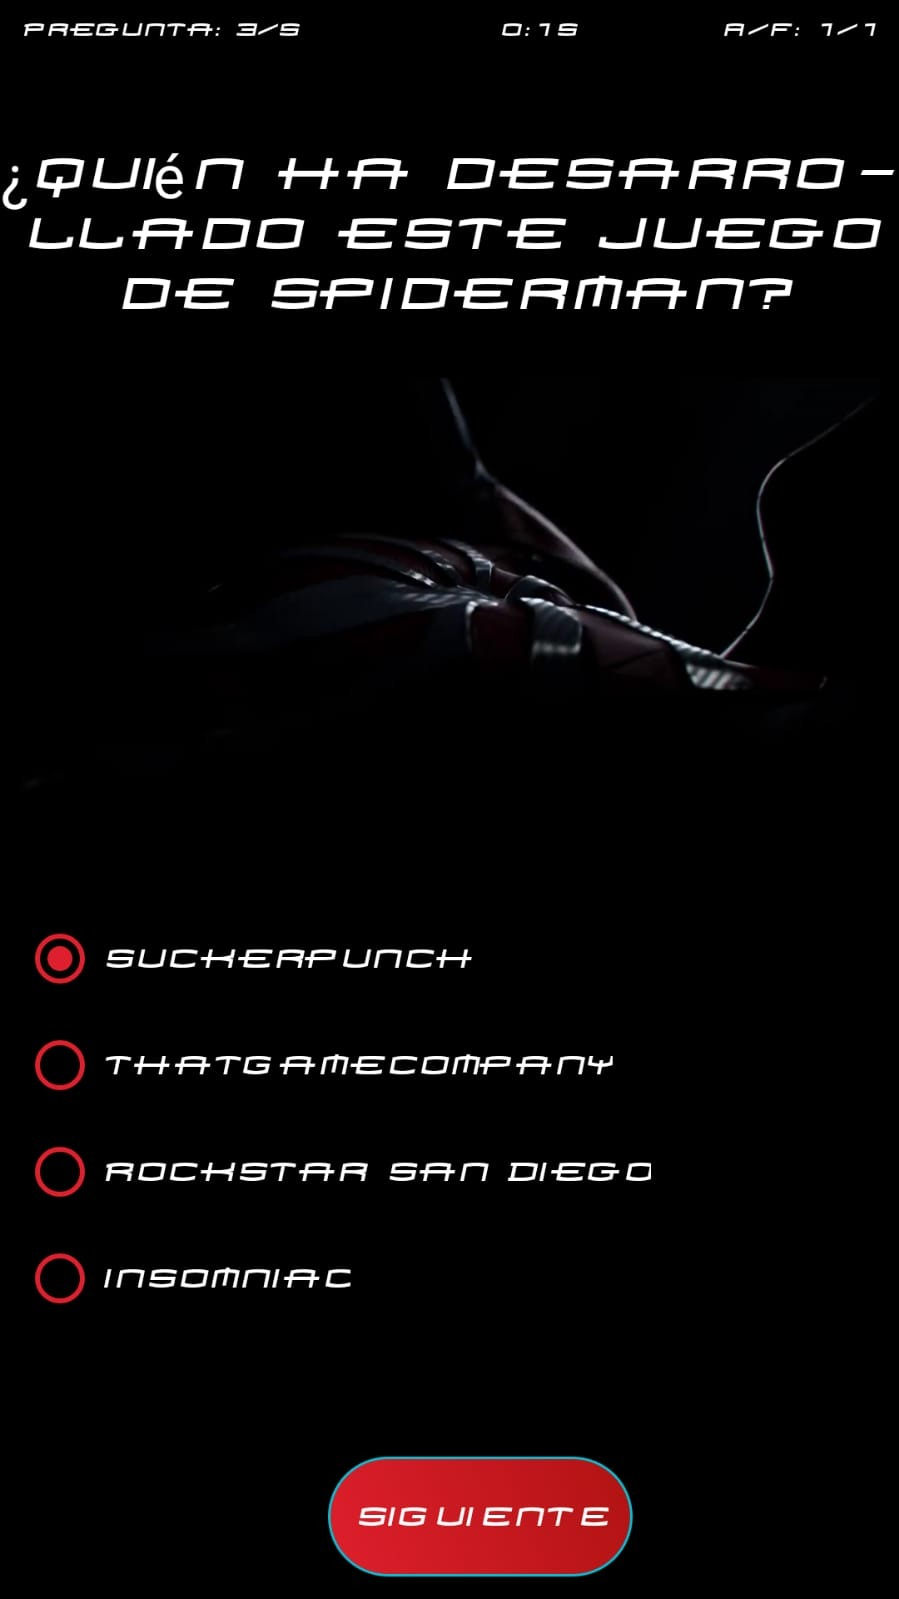 PREGUNTA: 3/5 0:15 A/F: 1/1
¿QUIéN HA DESARRO-
LLADO ESTE JUEGO
DE SPIDERMAN?
SUCKERPUNCH
THATGAMECOMPANY
ROCKSTAR SAN DIEGO
INSOMNIAC
SIGUIENTE